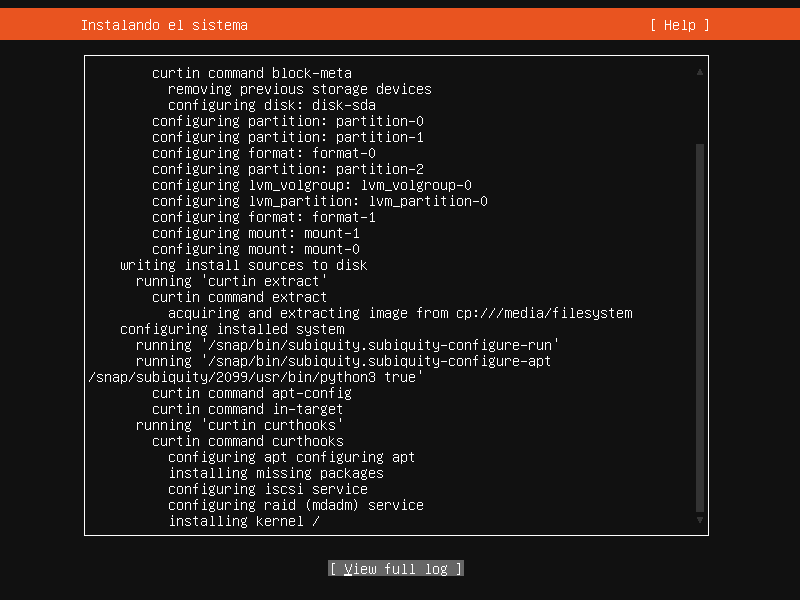 Instalando el sistema [ Help ]
curtin command block-meta
removing previous storage devices
configuring disk: disk-sda
configuring partition: partition-0
configuring partition: partition-1
configuring format: format-0
configuring partition: partition-2
configuring lvm_volgroup: lvm_volgroup-0
configuring lvm_partition: lvm_partition-0
configuring format: format-1
configuring mount: mount-1
configuring mount: mount-0
writing install sources to disk
running 'curtin extract'
curtin command extract
acquiring and extracting image from cp:///media/filesystem
configuring installed system
running '/snap/bin/subiquity.subiquity-configure-run'
running '/snap/bin/subiquity.subiquity-configure-apt
/snap/subiquity/2099/usr/bin/python3 true'
curtin command apt-config
curtin command in-target
running 'curtin curthooks'
curtin command curthooks
configuring apt configuring apt
installing missing packages
configuring iscsi service
configuring raid (mdadm) service
installing kernel /
[ View full log ]